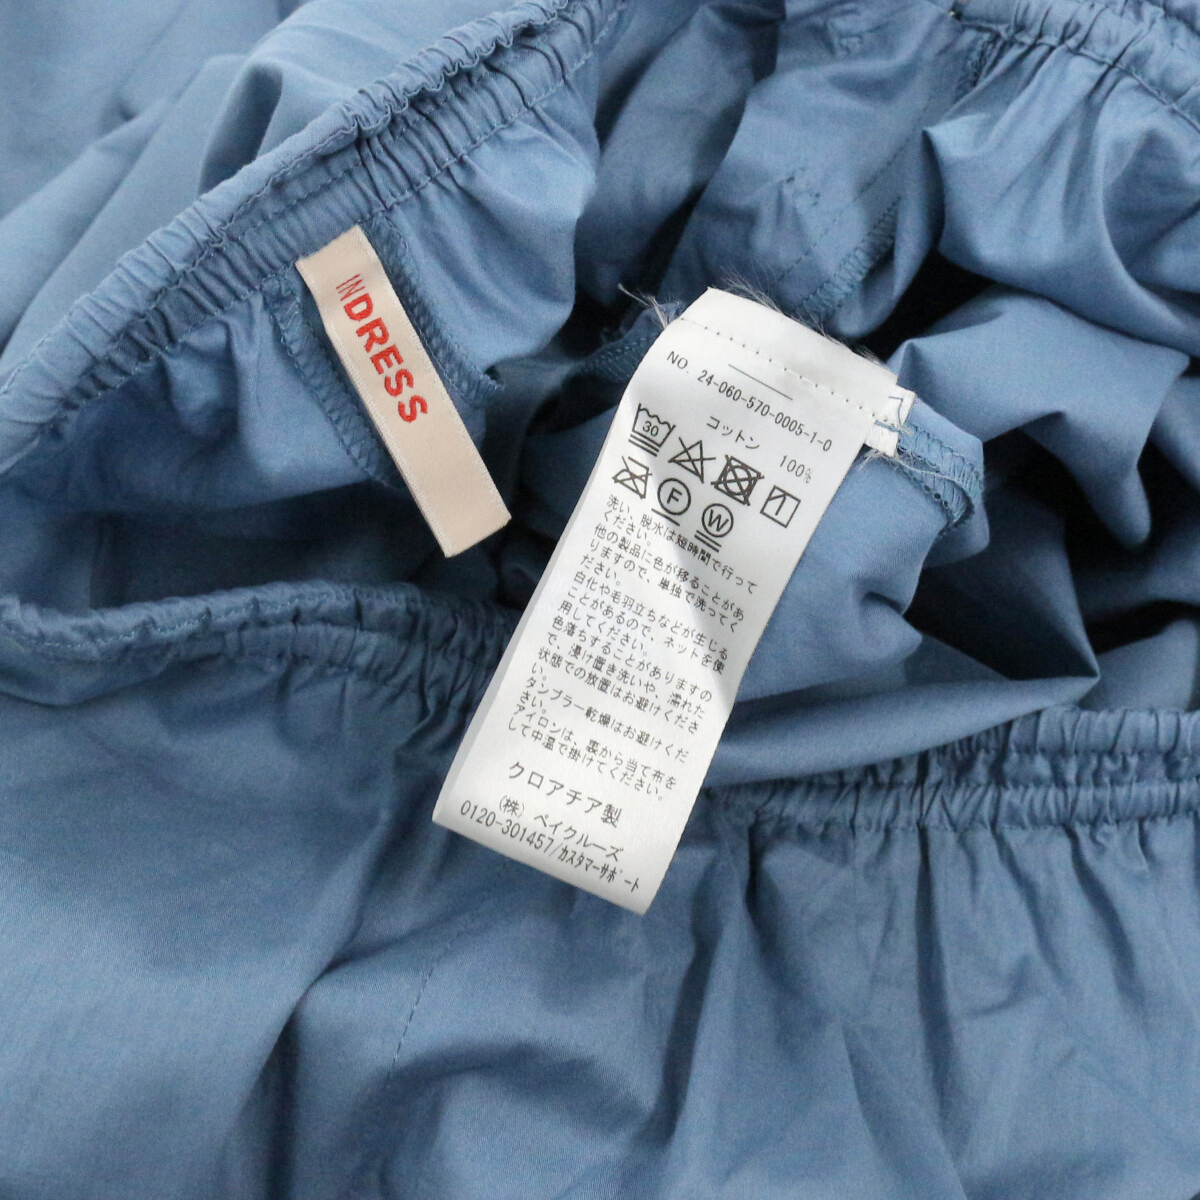 INDRESS
NO. 24-060-570-0005-1-0
コットン 100%
30
F
W
洗い、脱水は短時間で行って
ください。
他の製品に色が移ることがあ
りますので、単独で洗ってく
ださい。
白化や毛羽立ちなどが生じる
ことがあるので、ネットを使
用してください。
色落ちすることがありますの
で、浸け置き洗いや、濡れた
状態での放置はお避けくださ
い。
タンブラー乾燥はお避けくだ
さい。
アイロンは、裏から当て布を
して中温で掛けてください。
クロアチア製
(株) ベイクルーズ
0120-301457/カスタマーサポート